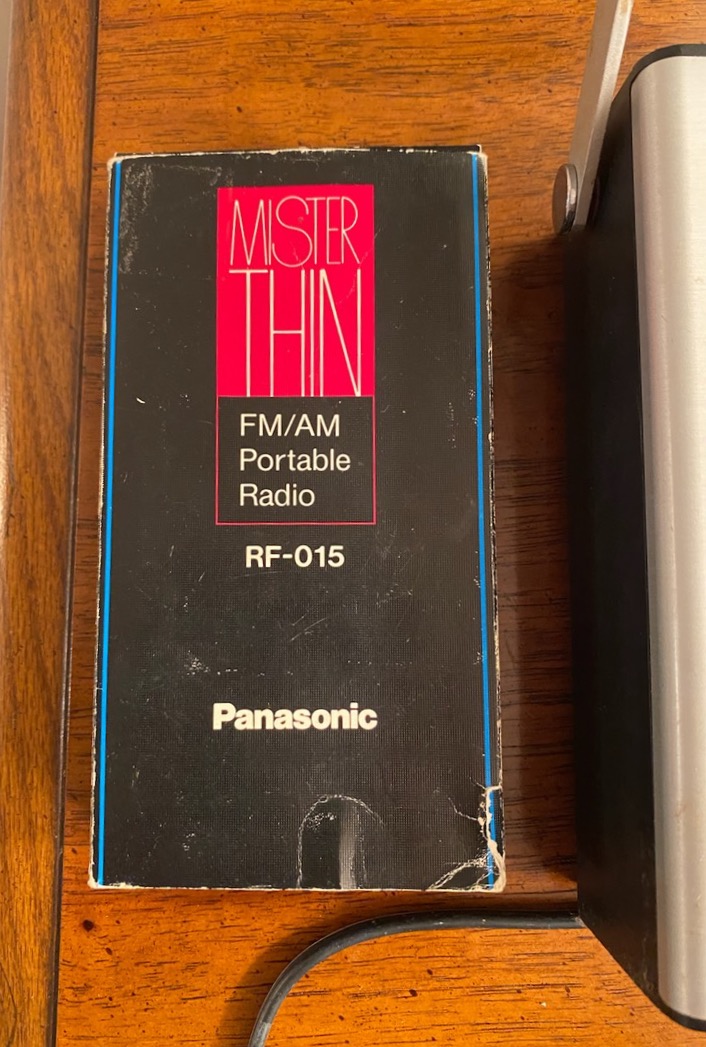 MISTER
THIN
FM/AM
Portable
Radio
RF-015
Panasonic